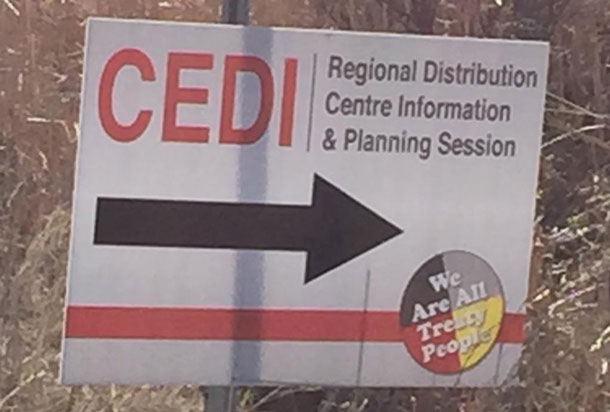 CEDI
Regional Distribution
Centre Information
& Planning Session
We
Are All
Treaty
People